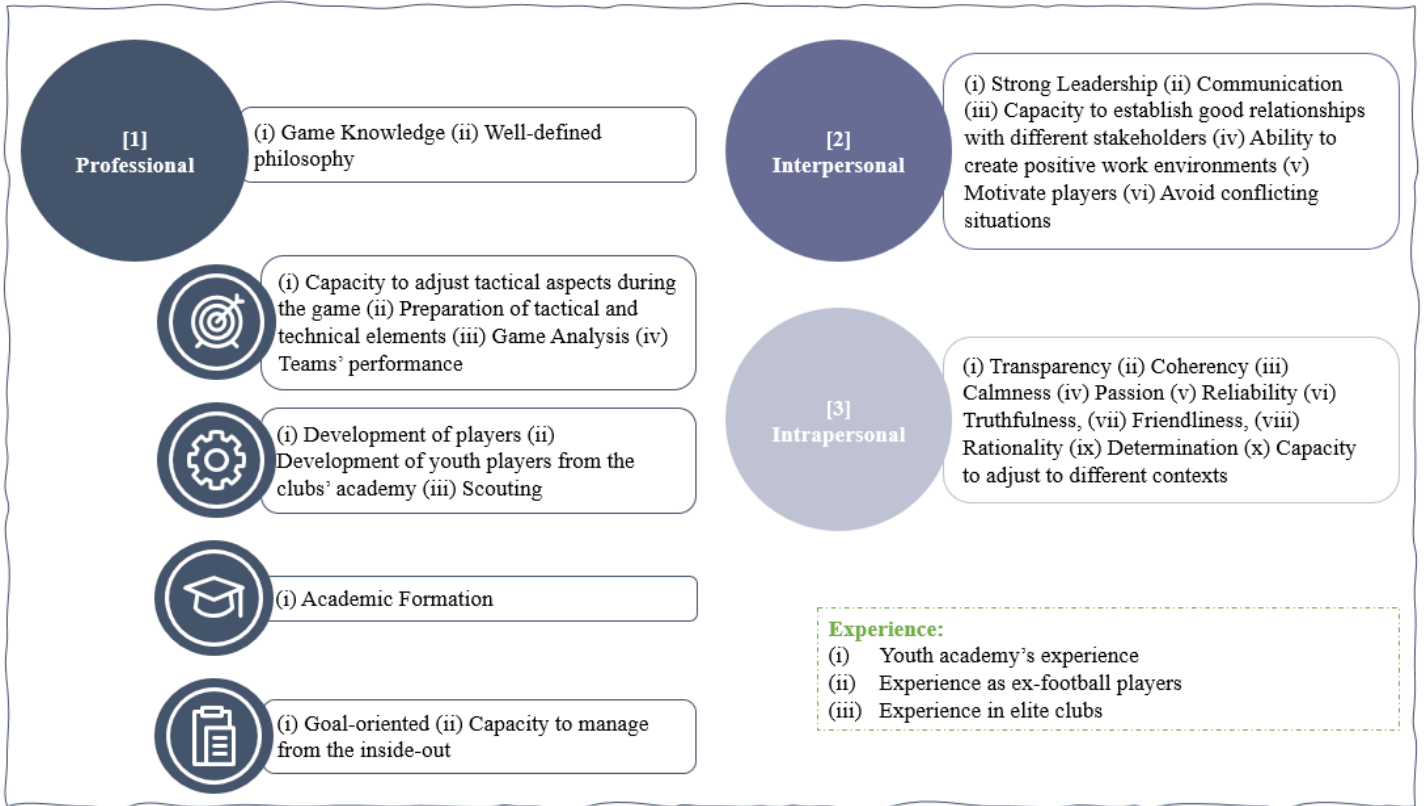 [1]
Professional
(i) Game Knowledge (ii) Well-defined
philosophy
(i) Capacity to adjust tactical aspects during
the game (ii) Preparation of tactical and
technical elements (iii) Game Analysis (iv)
Teams’ performance
(i) Development of players (ii)
Development of youth players from the
clubs’ academy (iii) Scouting
(i) Academic Formation
(i) Goal-oriented (ii) Capacity to manage
from the inside-out
[2]
Interpersonal
(i) Strong Leadership (ii) Communication
(iii) Capacity to establish good relationships
with different stakeholders (iv) Ability to
create positive work environments (v)
Motivate players (vi) Avoid conflicting
situations
[3]
Intrapersonal
(i) Transparency (ii) Coherency (iii)
Calmness (iv) Passion (v) Reliability (vi)
Truthfulness, (vii) Friendliness, (viii)
Rationality (ix) Determination (x) Capacity
to adjust to different contexts
Experience:
(i) Youth academy’s experience
(ii) Experience as ex-football players
(iii) Experience in elite clubs